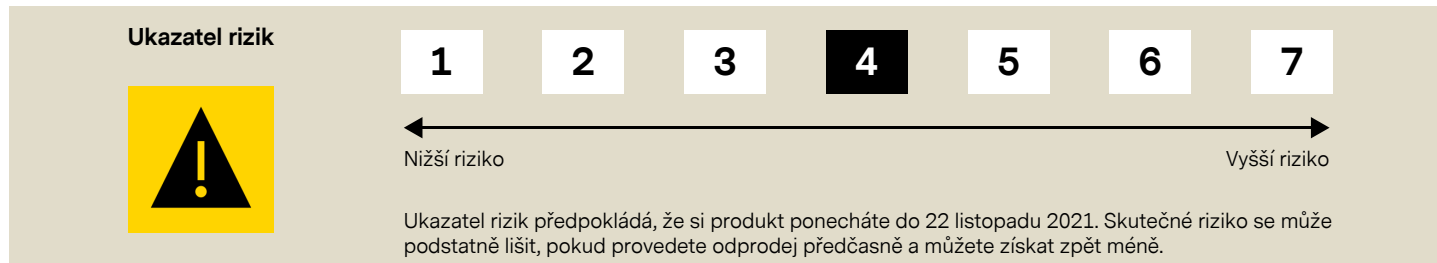 Ukazatel rizik
1 2 3 4 5 6 7
Nižší riziko
Vyšší riziko
Ukazatel rizik předpokládá, že si produkt ponecháte do 22 listopadu 2021. Skutečné riziko se může
podstatně lišit, pokud provedete odprodej předčasně a můžete získat zpět méně.